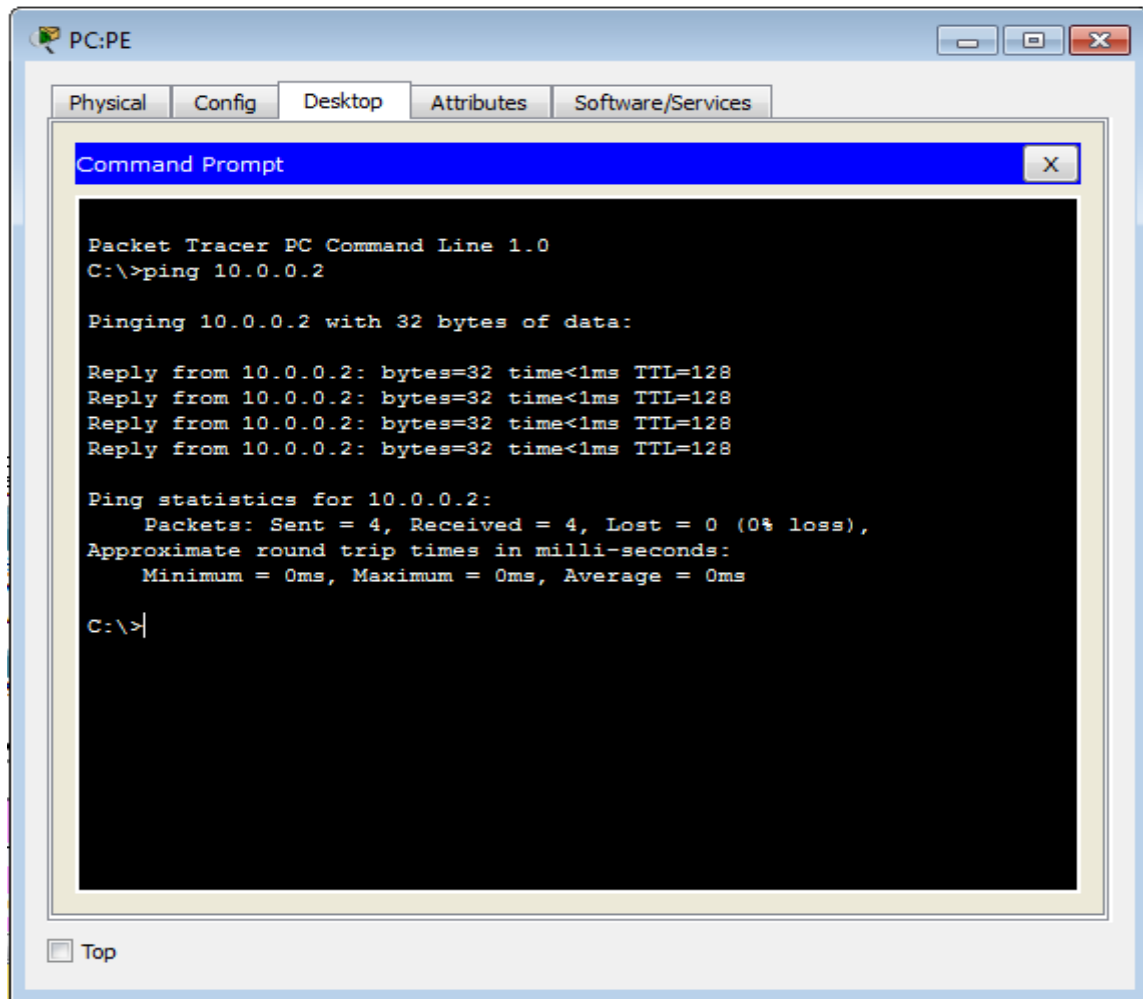 PC:PE
Physical Config Desktop Attributes Software/Services
Command Prompt X
Packet Tracer PC Command Line 1.0
C:\>ping 10.0.0.2
Pinging 10.0.0.2 with 32 bytes of data:
Reply from 10.0.0.2: bytes=32 time<1ms TTL=128
Reply from 10.0.0.2: bytes=32 time<1ms TTL=128
Reply from 10.0.0.2: bytes=32 time<1ms TTL=128
Reply from 10.0.0.2: bytes=32 time<1ms TTL=128
Ping statistics for 10.0.0.2:
Packets: Sent = 4, Received = 4, Lost = 0 (0% loss),
Approximate round trip times in milli-seconds:
Minimum = 0ms, Maximum = 0ms, Average = 0ms
C:\>
Top